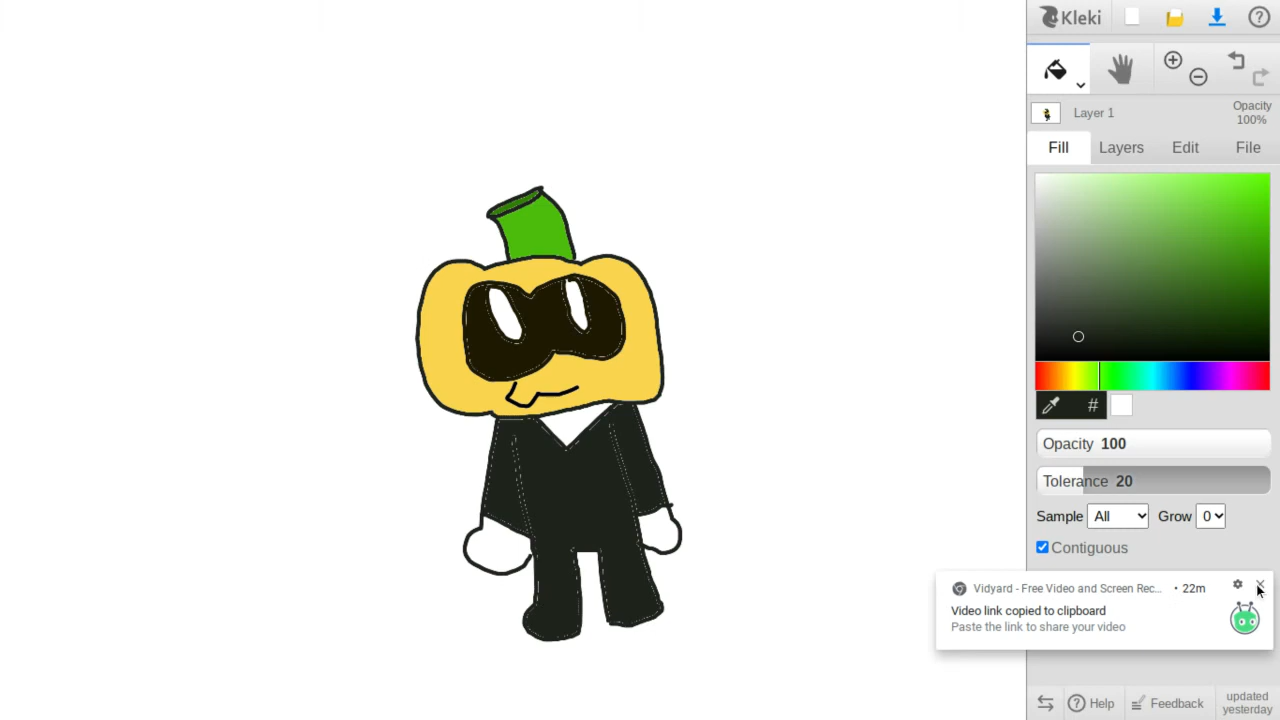 Kleki
Layer 1
Opacity
100%
Fill Layers Edit File
#
Opacity 100
Tolerance 20
Sample All Grow 0
Contiguous
Vidyard - Free Video and Screen Rec... • 22m
Video link copied to clipboard
Paste the link to share your video
Help Feedback updated
yesterday